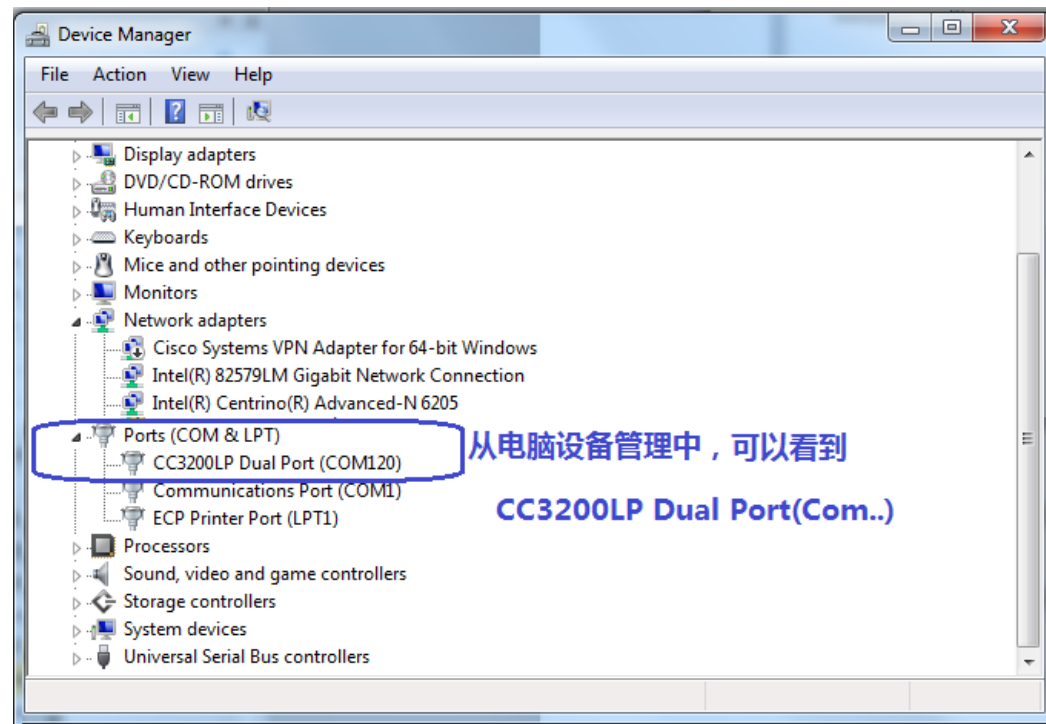 Device Manager
File Action View Help
Display adapters
DVD/CD-ROM drives
Human Interface Devices
Keyboards
Mice and other pointing devices
Monitors
Network adapters
Cisco Systems VPN Adapter for 64-bit Windows
Intel(R) 82579LM Gigabit Network Connection
Intel(R) Centrino(R) Advanced-N 6205
Ports (COM & LPT)
从电脑设备管理中，可以看到
CC3200LP Dual Port (COM120)
Communications Port (COM1)
CC3200LP Dual Port(Com..)
ECP Printer Port (LPT1)
Processors
Sound, video and game controllers
Storage controllers
System devices
Universal Serial Bus controllers